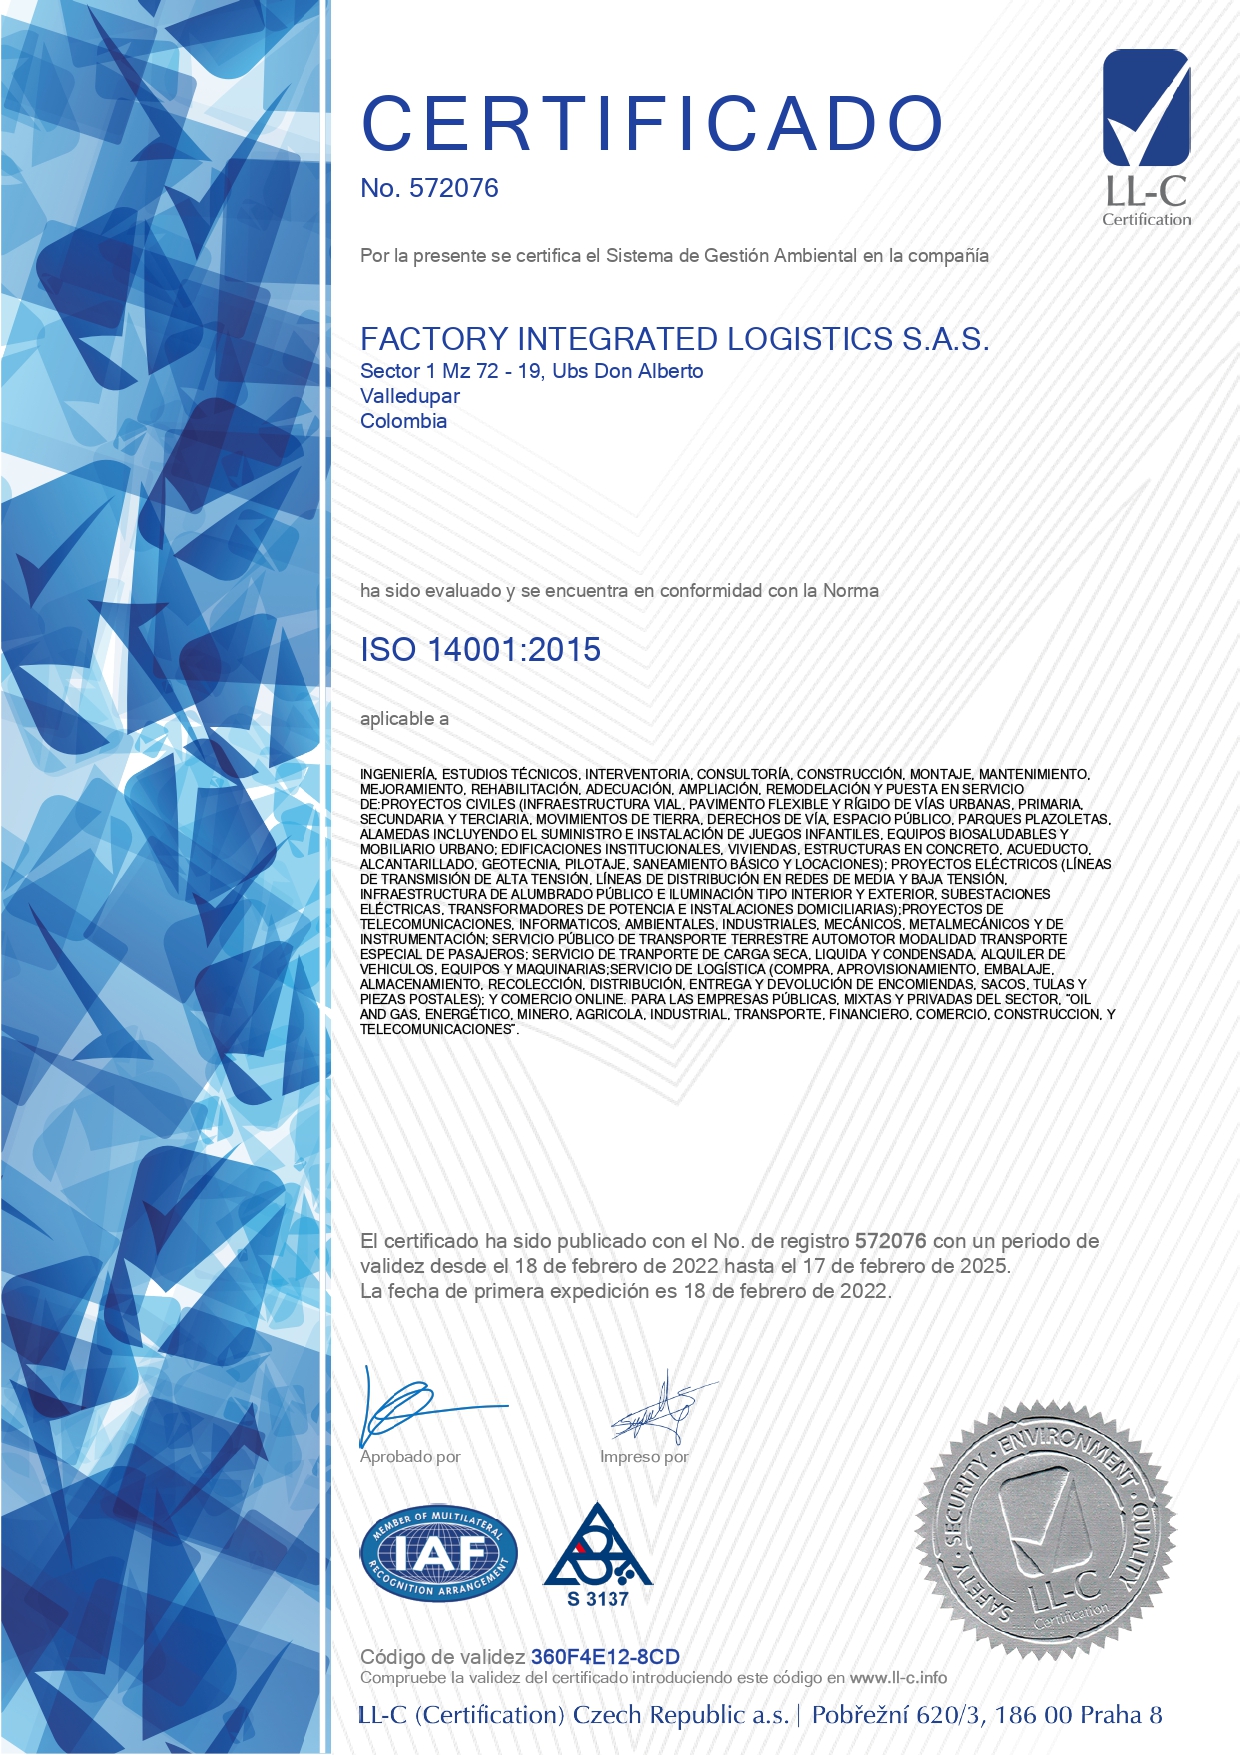 CERTIFICADO
No. 572076
LL-C
Certification
Por la presente se certifica el Sistema de Gestión Ambiental en la compañía
FACTORY INTEGRATED LOGISTICS S.A.S.
Sector 1 Mz 72 - 19, Ubs Don Alberto
Valledupar
Colombia
ha sido evaluado y se encuentra en conformidad con la Norma
ISO 14001:2015
aplicable a
INGENIERÍA, ESTUDIOS TÉCNICOS, INTERVENTORIA, CONSULTORÍA, CONSTRUCCIÓN, MONTAJE, MANTENIMIENTO,
MEJORAMIENTO, REHABILITACIÓN, ADECUACIÓN, AMPLIACIÓN, REMODELACIÓN Y PUESTA EN SERVICIO
DE:PROYECTOS CIVILES (INFRAESTRUCTURA VIAL, PAVIMENTO FLEXIBLE Y RÍGIDO DE VÍAS URBANAS, PRIMARIA,
SECUNDARIA Y TERCIARIA, MOVIMIENTOS DE TIERRA, DERECHOS DE VÍA, ESPACIO PÚBLICO, PARQUES PLAZOLETAS,
ALAMEDAS INCLUYENDO EL SUMINISTRO E INSTALACIÓN DE JUEGOS INFANTILES, EQUIPOS BIOSALUDABLES Y
MOBILIARIO URBANO; EDIFICACIONES INSTITUCIONALES, VIVIENDAS, ESTRUCTURAS EN CONCRETO, ACUEDUCTO,
ALCANTARILLADO, GEOTECNIA, PILOTAJE, SANEAMIENTO BÁSICO Y LOCACIONES); PROYECTOS ELÉCTRICOS (LÍNEAS
DE TRANSMISIÓN DE ALTA TENSIÓN, LÍNEAS DE DISTRIBUCIÓN EN REDES DE MEDIA Y BAJA TENSIÓN,
INFRAESTRUCTURA DE ALUMBRADO PÚBLICO E ILUMINACIÓN TIPO INTERIOR Y EXTERIOR, SUBESTACIONES
ELÉCTRICAS, TRANSFORMADORES DE POTENCIA E INSTALACIONES DOMICILIARIAS);PROYECTOS DE
TELECOMUNICACIONES, INFORMATICOS, AMBIENTALES, INDUSTRIALES, MECÁNICOS, METALMECÁNICOS Y DE
INSTRUMENTACIÓN; SERVICIO PÚBLICO DE TRANSPORTE TERRESTRE AUTOMOTOR MODALIDAD TRANSPORTE
ESPECIAL DE PASAJEROS; SERVICIO DE TRANPORTE DE CARGA SECA, LIQUIDA Y CONDENSADA, ALQUILER DE
VEHICULOS, EQUIPOS Y MAQUINARIAS;SERVICIO DE LOGÍSTICA (COMPRA, APROVISIONAMIENTO, EMBALAJE,
ALMACENAMIENTO, RECOLECCIÓN, DISTRIBUCIÓN, ENTREGA Y DEVOLUCIÓN DE ENCOMIENDAS, SACOS, TULAS Y
PIEZAS POSTALES); Y COMERCIO ONLINE. PARA LAS EMPRESAS PÚBLICAS, MIXTAS Y PRIVADAS DEL SECTOR, "OIL
AND GAS, ENERGÉTICO, MINERO, AGRICOLA, INDUSTRIAL, TRANSPORTE, FINANCIERO, COMERCIO, CONSTRUCCION, Y
TELECOMUNICACIONES".
El certificado ha sido publicado con el No. de registro 572076 con un periodo de
validez desde el 18 de febrero de 2022 hasta el 17 de febrero de 2025.
La fecha de primera expedición es 18 de febrero de 2022.
Aprobado por
Impreso por
MEMBER OF MULTILATERAL
IAF
RECOGNITION ARRANGEMENT
S 3137
SAFETY · SECURITY · ENVIRONMENT · QUALITY
LL-C
Certification
Código de validez 360F4E12-8CD
Compruebe la validez del certificado introduciendo este código en www.ll-c.info
LL-C (Certification) Czech Republic a.s. | Pobřežní 620/3, 186 00 Praha 8